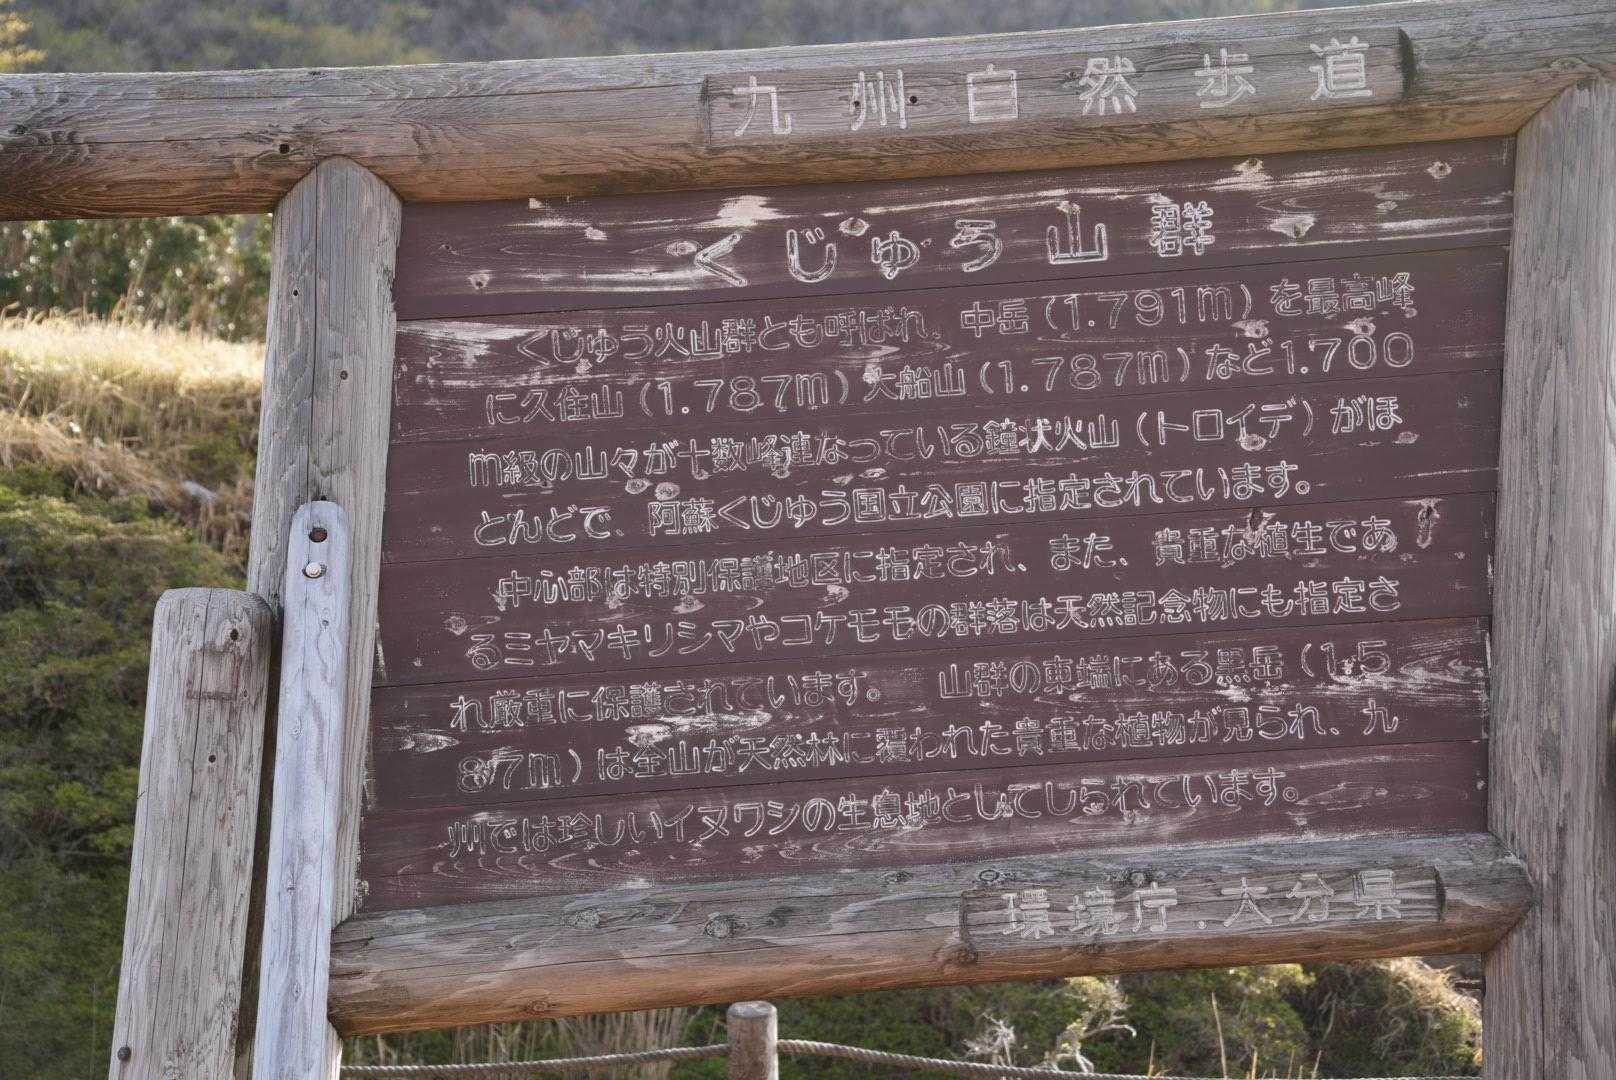 九州自然歩道
くじゅう山群
くじゅう火山群とも呼ばれ、中岳(1.791m)を最高峰
に久住山(1.787m)大船山(1.787m)など1.700
m級の山々が十数峰連なっている鐘状火山(トロイデ)がほ
とんどで、阿蘇くじゅう国立公園に指定されています。
中心部は特別保護地区に指定され、また、貴重な植生であ
るミヤマキリシマやコケモモの群落は天然記念物にも指定さ
れ厳重に保護されています。 山群の東端にある黒岳(1.5
87m)は全山が天然林に覆われた貴重な植物が見られ、九
州では珍しいイヌワシの生息地としてしられています。
環境庁.大分県